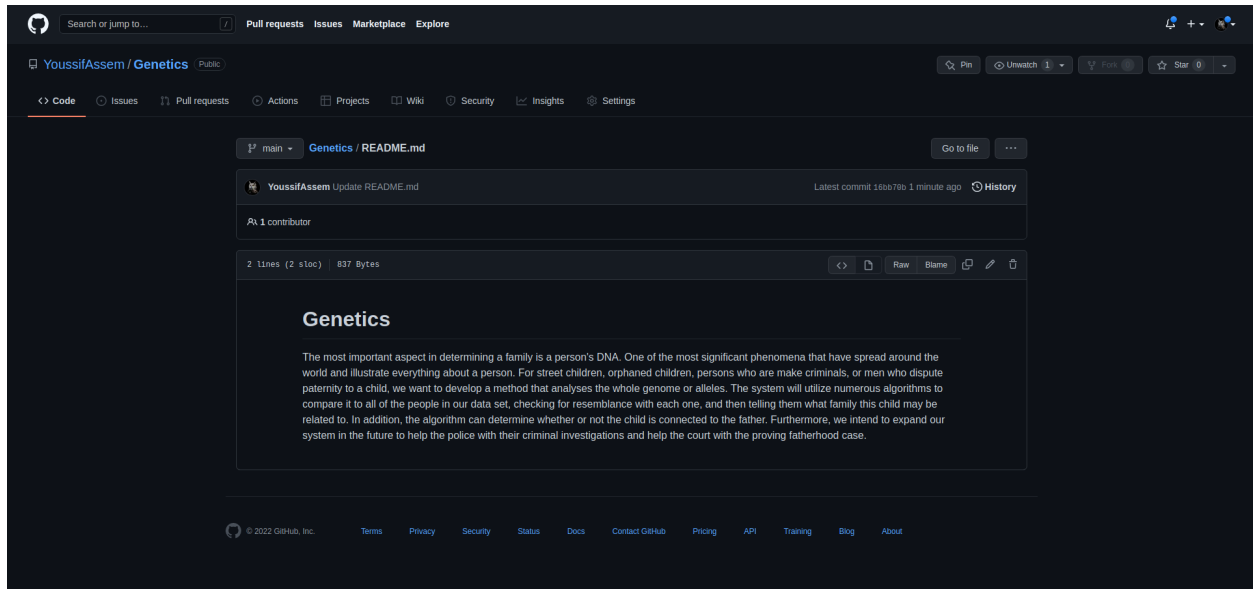 Search or jump to... /
Pull requests Issues Marketplace Explore
YoussifAssem / Genetics Public
Pin Unwatch 1 Fork 0 Star 0
Code Issues Pull requests Actions Projects Wiki Security Insights Settings
main Genetics / README.md Go to file ...
YoussifAssem Update README.md Latest commit 16bb79b 1 minute ago History
1 contributor
2 lines (2 sloc) 837 Bytes <> Raw Blame
Genetics
The most important aspect in determining a family is a person's DNA. One of the most significant phenomena that have spread around the
world and illustrate everything about a person. For street children, orphaned children, persons who are make criminals, or men who dispute
paternity to a child, we want to develop a method that analyses the whole genome or alleles. The system will utilize numerous algorithms to
compare it to all of the people in our data set, checking for resemblance with each one, and then telling them what family this child may be
related to. In addition, the algorithm can determine whether or not the child is connected to the father. Furthermore, we intend to expand our
system in the future to help the police with their criminal investigations and help the court with the proving fatherhood case.
© 2022 GitHub, Inc. Terms Privacy Security Status Docs Contact GitHub Pricing API Training Blog About